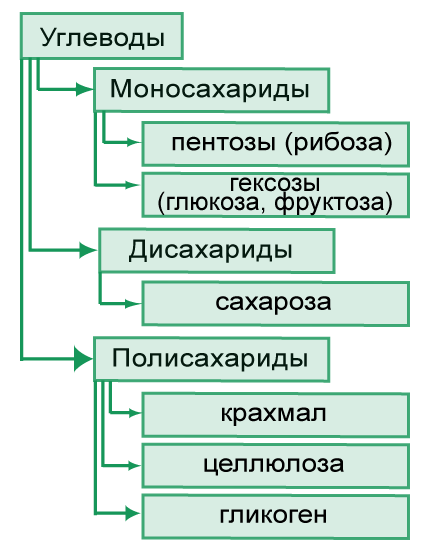 Углеводы
Моносахариды
пентозы (рибоза)
гексозы
(глюкоза, фруктоза)
Дисахариды
сахароза
Полисахариды
крахмал
целлюлоза
гликоген